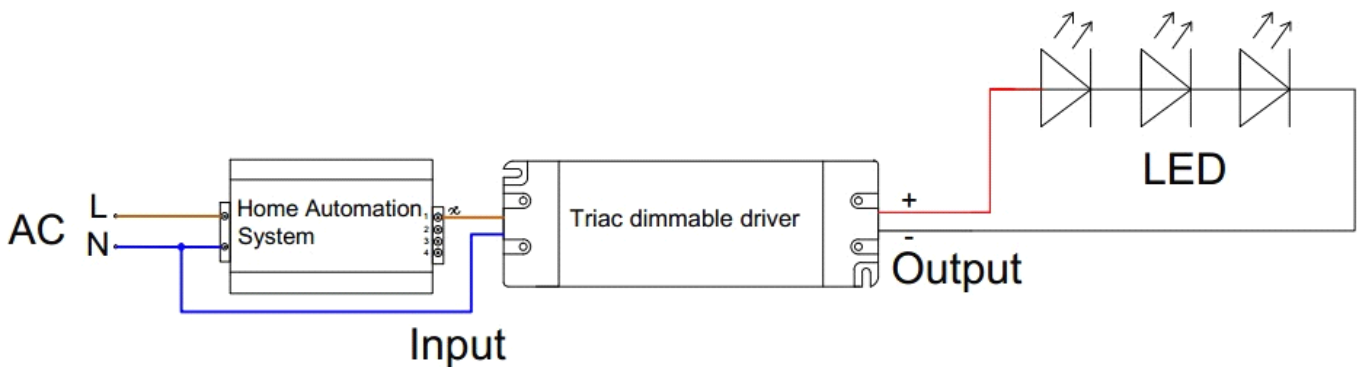 AC
L
N
Home Automation
System
1
2
3
4
Input
Triac dimmable driver
+
-
Output
LED